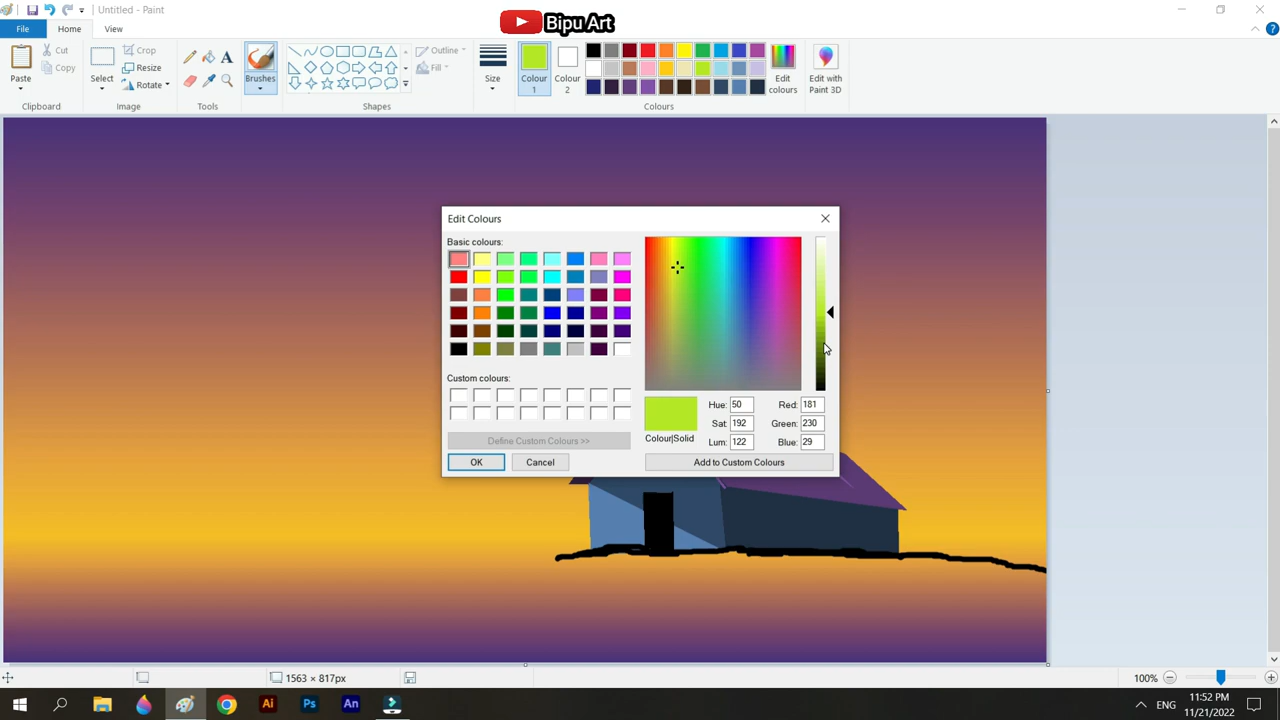 Untitled - Paint
Bipu Art
File
Home
View
Paste
Cut
Copy
Clipboard
Select
Crop
Resize
Rotate
Image
Tools
Brushes
Outline
Fill
Shapes
Size
Colour
1
Colour
2
Edit
colours
Edit with
Paint 3D
Colours
Edit Colours
Basic colours:
Custom colours:
Define Custom Colours >>
OK
Cancel
Colour|Solid
Hue: 50
Sat: 192
Lum: 122
Red: 181
Green: 230
Blue: 29
Add to Custom Colours
1563 × 817px
100%
Ai
Ps
An
ENG
11:52 PM
11/21/2022